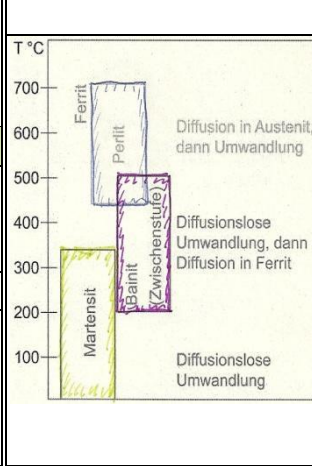 T °C
700
600
500
400
300
200
100
Ferrit
Perlit
Bainit
(Zwischenstufe)
Martensit
Diffusion in Austenit,
dann Umwandlung
Diffusionslose
Umwandlung, dann
Diffusion in Ferrit
Diffusionslose
Umwandlung